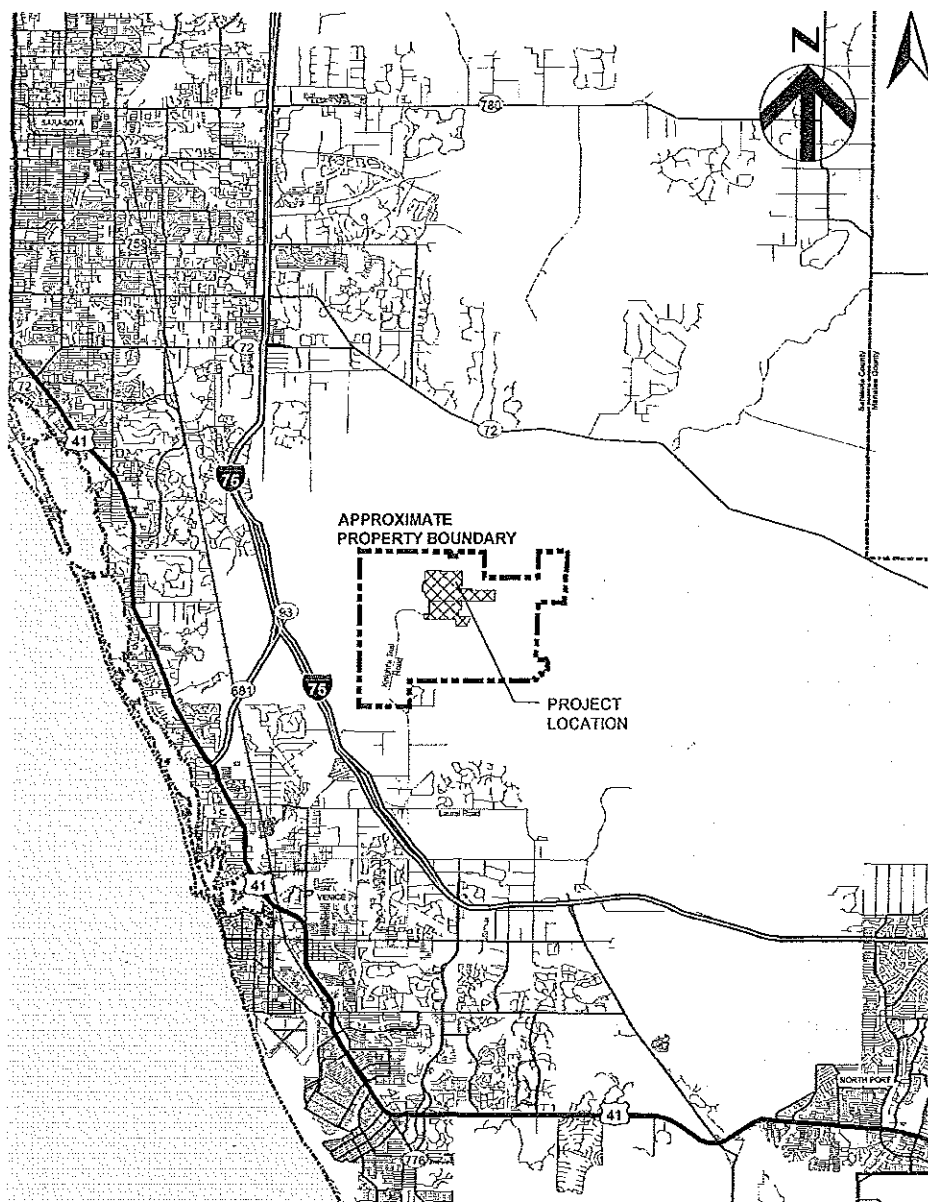 N
780
SARASOTA
758
72
72
72
41
75
Sarasota County
Manatee County
APPROXIMATE
PROPERTY BOUNDARY
93
Knights Trail
Road
681
75
PROJECT
LOCATION
Laurel Road
41
VENICE
NORTH PORT
41
776